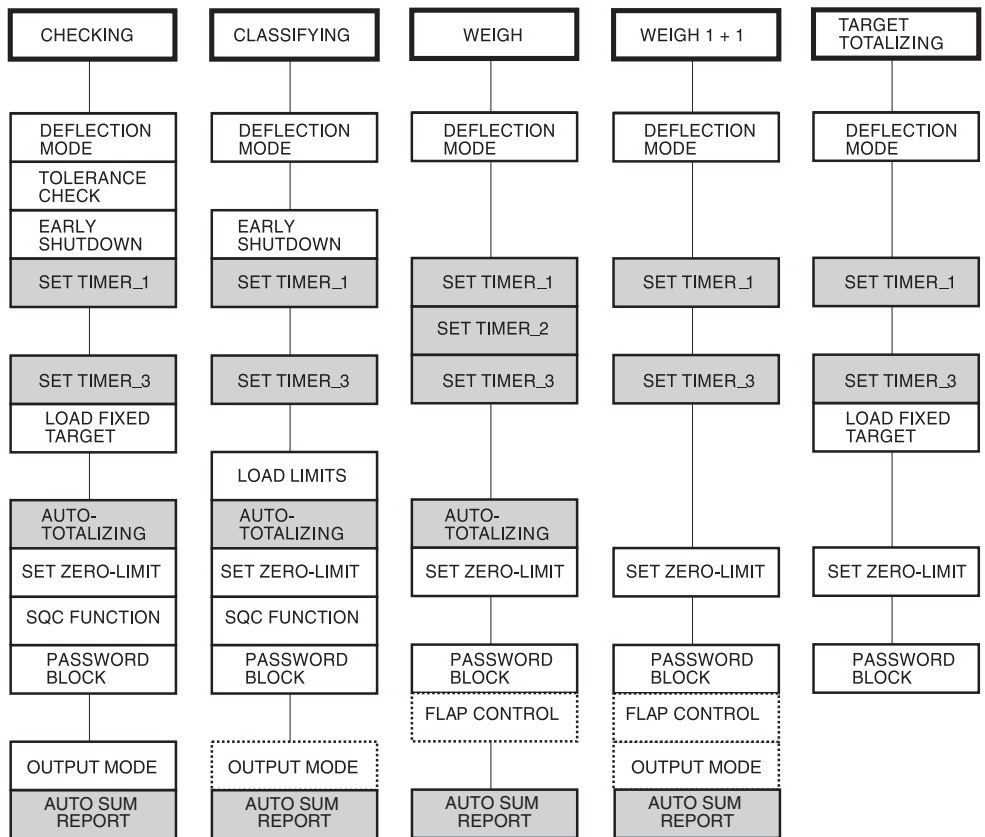 CHECKING
CLASSIFYING
WEIGH
WEIGH 1 + 1
TARGET
TOTALIZING
DEFLECTION
MODE
DEFLECTION
MODE
DEFLECTION
MODE
DEFLECTION
MODE
DEFLECTION
MODE
TOLERANCE
CHECK
EARLY
SHUTDOWN
EARLY
SHUTDOWN
SET TIMER_1
SET TIMER_1
SET TIMER_1
SET TIMER_1
SET TIMER_1
SET TIMER_2
SET TIMER_3
SET TIMER_3
SET TIMER_3
SET TIMER_3
SET TIMER_3
LOAD FIXED
TARGET
LOAD FIXED
TARGET
LOAD LIMITS
AUTO-
TOTALIZING
AUTO-
TOTALIZING
AUTO-
TOTALIZING
SET ZERO-LIMIT
SET ZERO-LIMIT
SET ZERO-LIMIT
SET ZERO-LIMIT
SET ZERO-LIMIT
SQC FUNCTION
SQC FUNCTION
PASSWORD
BLOCK
PASSWORD
BLOCK
PASSWORD
BLOCK
PASSWORD
BLOCK
PASSWORD
BLOCK
FLAP CONTROL
FLAP CONTROL
OUTPUT MODE
OUTPUT MODE
OUTPUT MODE
AUTO SUM
REPORT
AUTO SUM
REPORT
AUTO SUM
REPORT
AUTO SUM
REPORT